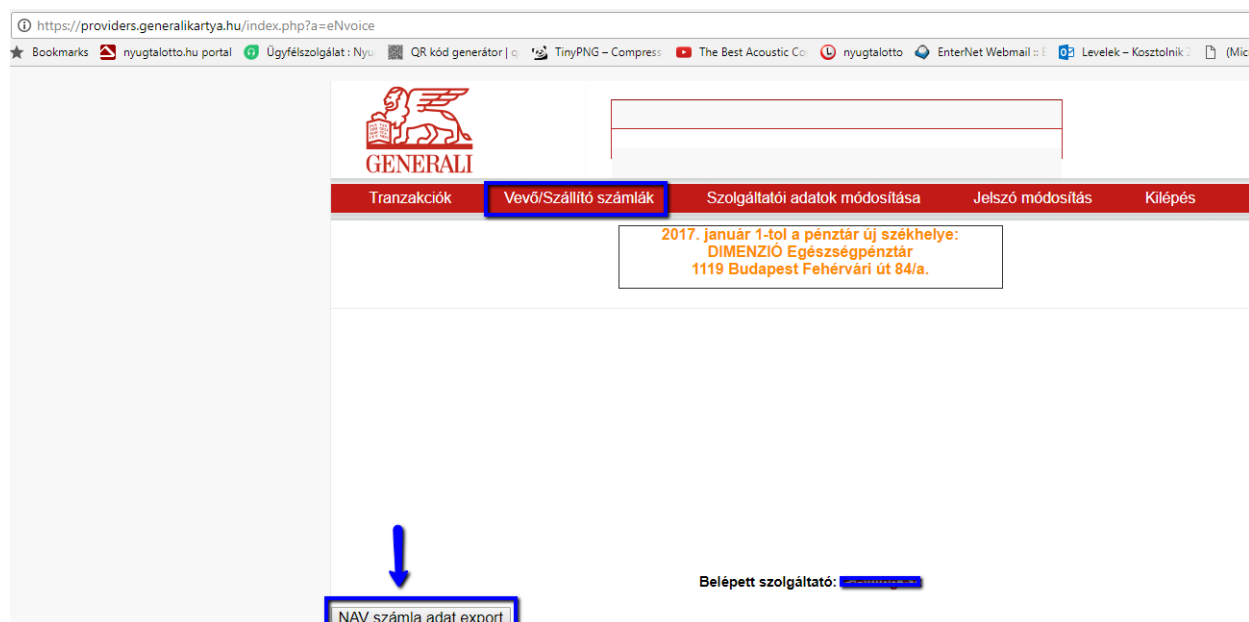 https://providers.generalikartya.hu/index.php?a=eNvoice
Bookmarks nyugtalotto.hu portal Ügyfélszolgálat : Nyu QR kód generátor | q TinyPNG – Compress The Best Acoustic Co nyugtalotto EnterNet Webmail :: E Levelek – Kosztolnik Z (Mic
GENERALI
Tranzakciók Vevő/Szállító számlák Szolgáltatói adatok módosítása Jelszó módosítás Kilépés
2017. január 1-tol a pénztár új székhelye:
DIMENZIÓ Egészségpénztár
1119 Budapest Fehérvári út 84/a.
Belépett szolgáltató:
NAV számla adat export